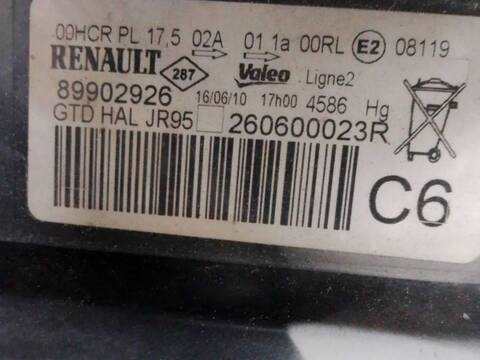 00HCR PL 17,5 02A 01,1a 00RL E2 08119
RENAULT 287 Valeo Ligne2
89902926 16/06/10 17h00 4586 Hg
GTD HAL JR95 260600023R
C6